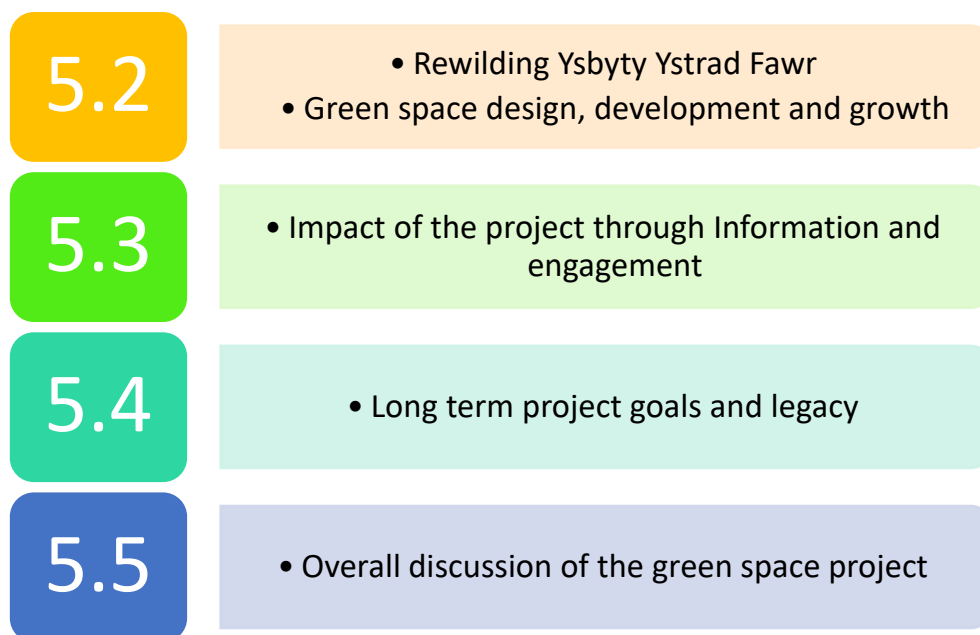 5.2
• Rewilding Ysbyty Ystrad Fawr
• Green space design, development and growth
5.3
• Impact of the project through Information and
engagement
5.4
• Long term project goals and legacy
5.5
• Overall discussion of the green space project